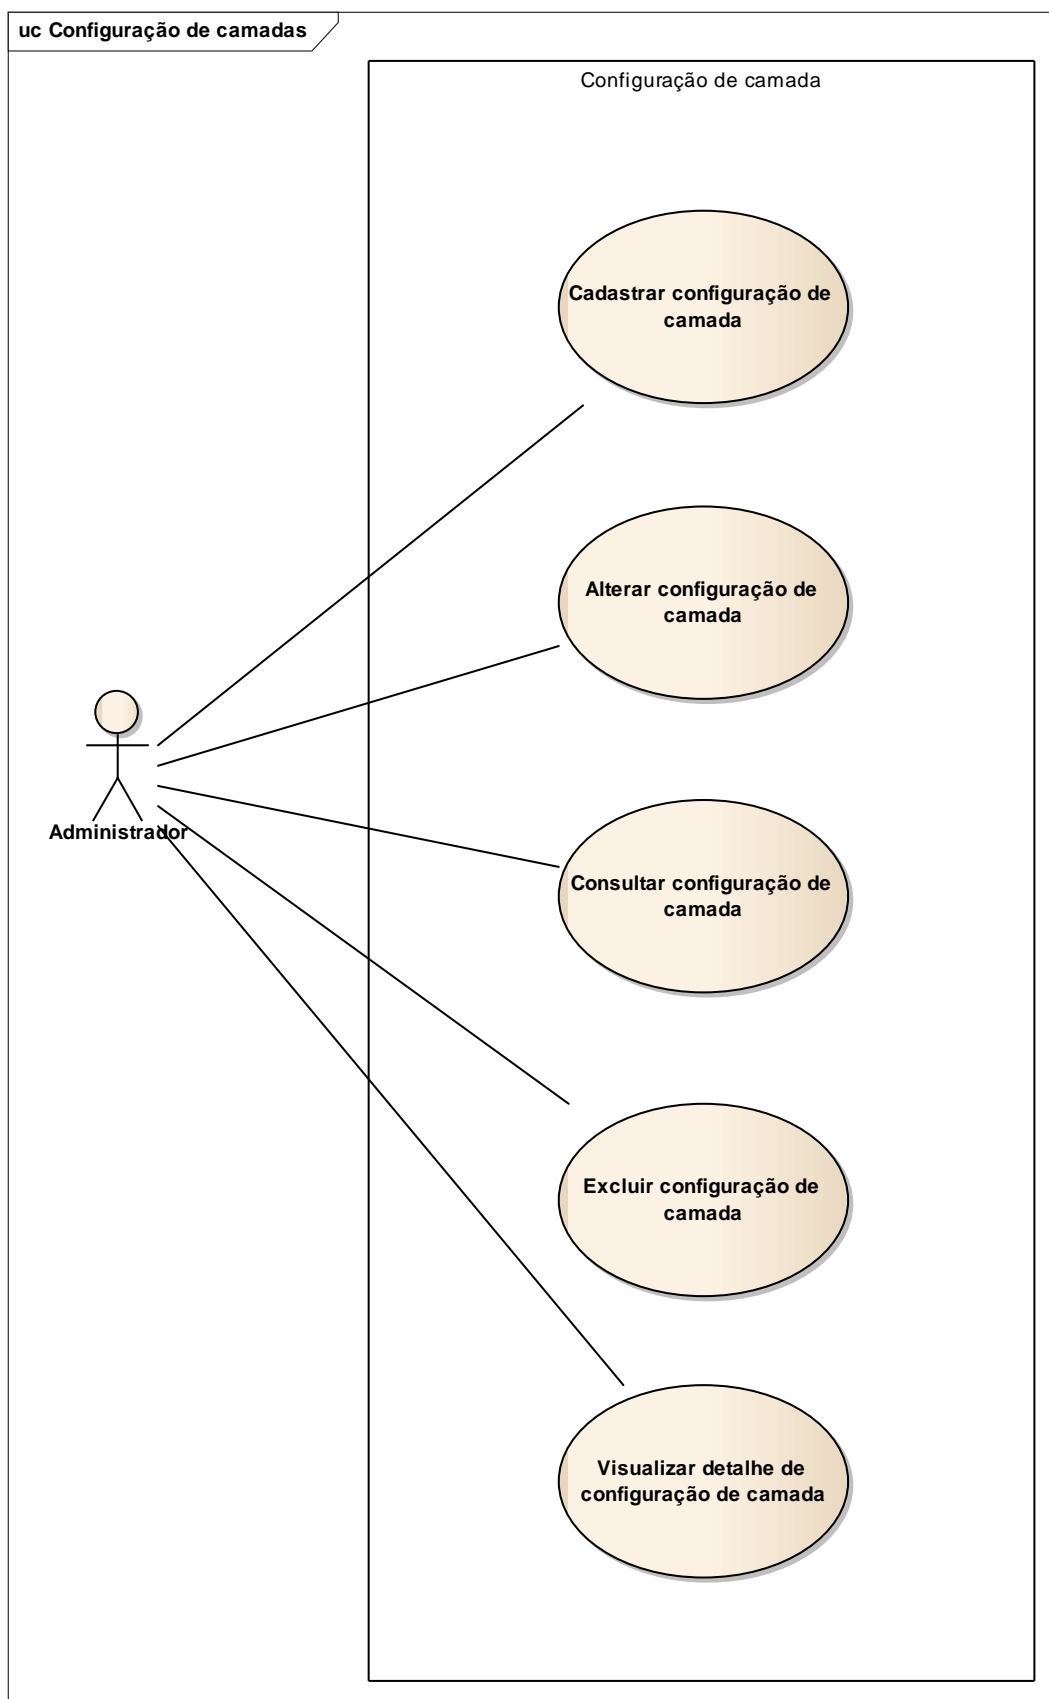 uc Configuração de camadas
Configuração de camada
Cadastrar configuração de
camada
Alterar configuração de
camada
Administrador
Consultar configuração de
camada
Excluir configuração de
camada
Visualizar detalhe de
configuração de camada